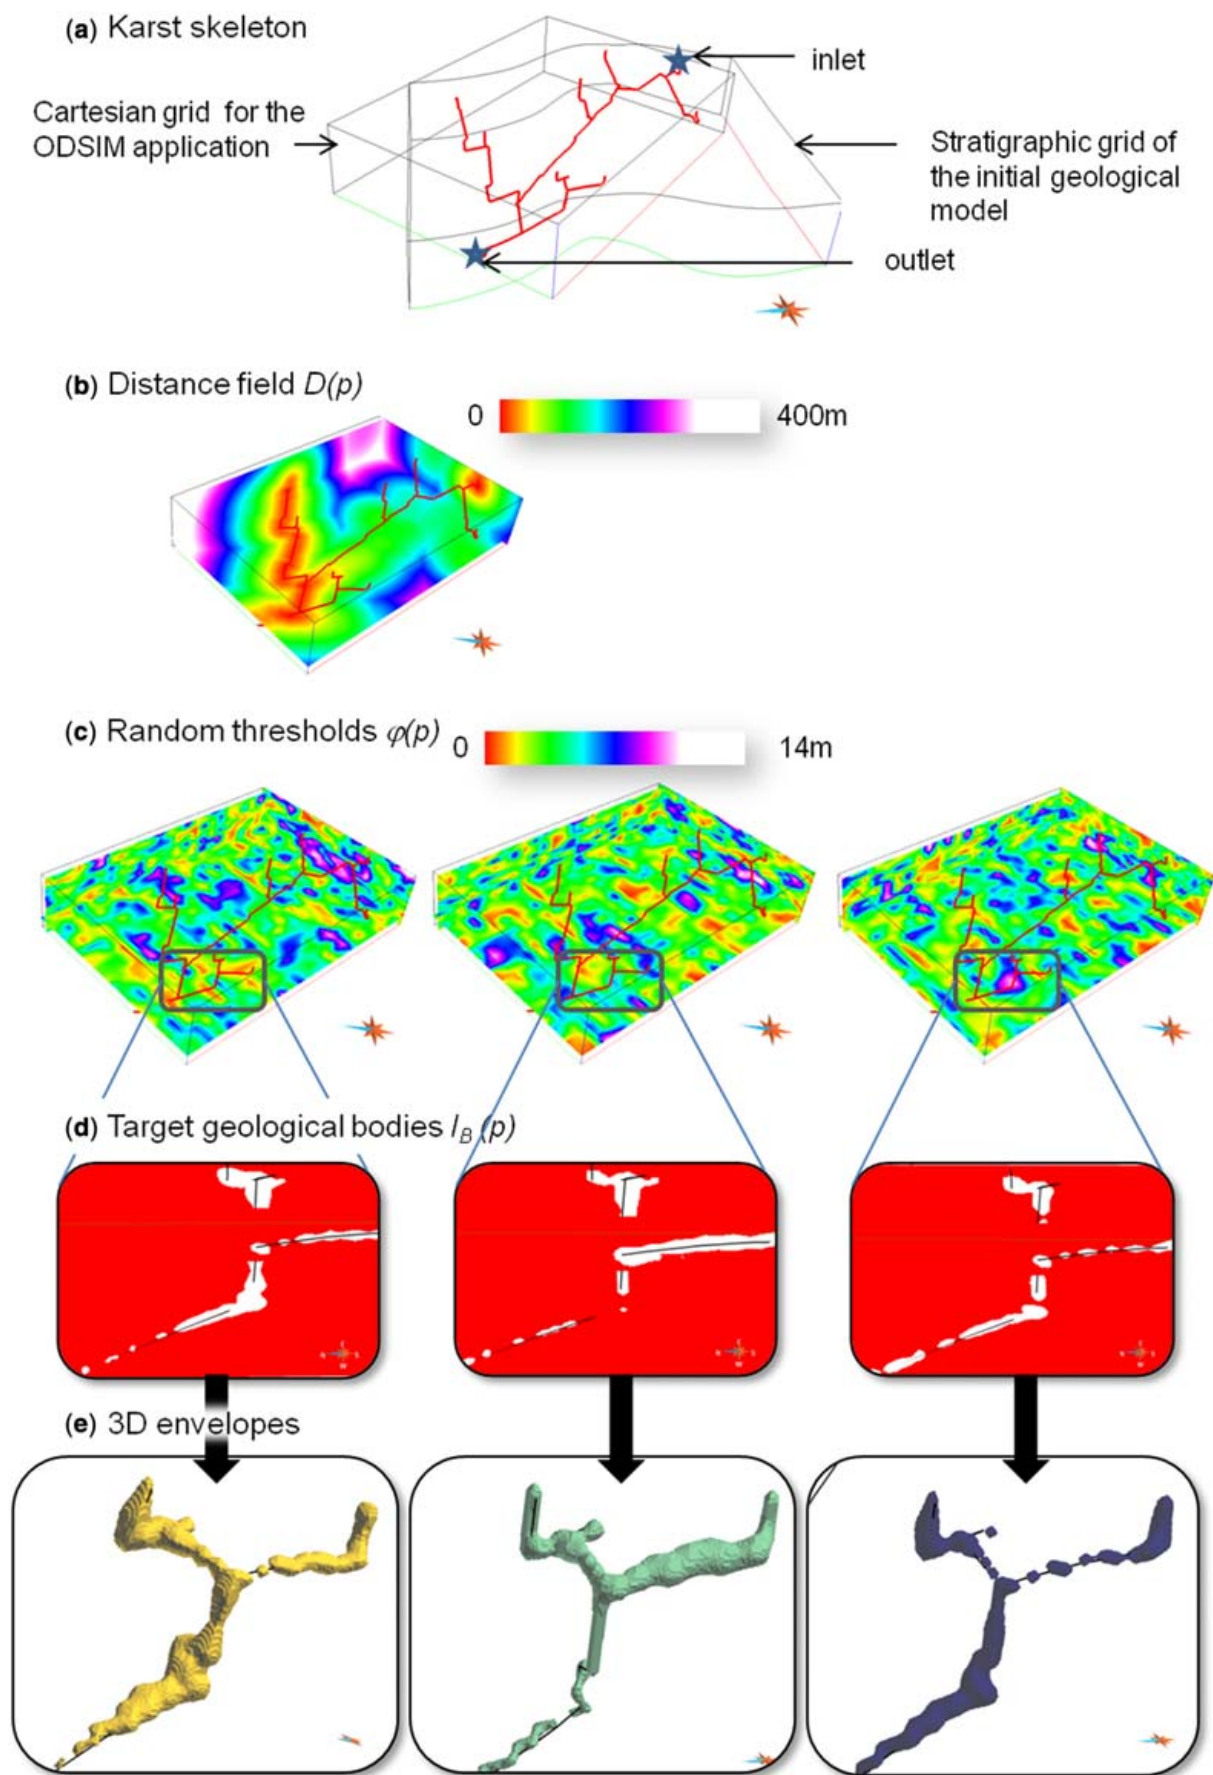 (a) Karst skeleton
inlet
Cartesian grid for the
ODSIM application
Stratigraphic grid of
the initial geological
model
outlet
(b) Distance field D(p)
0
400m
(c) Random thresholds φ(p)
0
14m
(d) Target geological bodies I_B (p)
(e) 3D envelopes